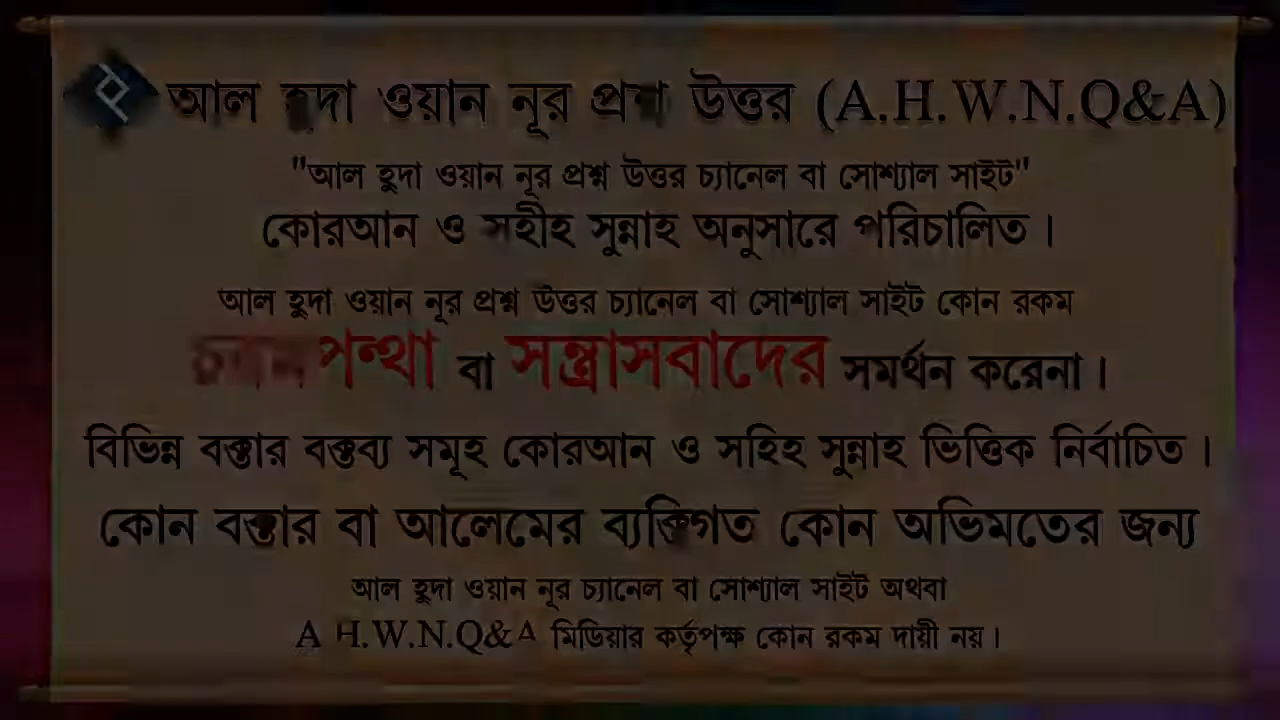 আল হুদা ওয়ান নূর প্রশ্ন উত্তর (A.H.W.N.Q&A)
"আল হুদা ওয়ান নূর প্রশ্ন উত্তর চ্যানেল বা সোশ্যাল সাইট"
কোরআন ও সহীহ সুন্নাহ অনুসারে পরিচালিত।
আল হুদা ওয়ান নূর প্রশ্ন উত্তর চ্যানেল বা সোশ্যাল সাইট কোন রকম
চরমপন্থা বা সন্ত্রাসবাদের সমর্থন করেনা।
বিভিন্ন বক্তার বক্তব্য সমূহ কোরআন ও সহিহ সুন্নাহ ভিত্তিক নির্বাচিত।
কোন বক্তার বা আলেমের ব্যক্তিগত কোন অভিমতের জন্য
আল হুদা ওয়ান নূর চ্যানেল বা সোশ্যাল সাইট অথবা
A.H.W.N.Q&A মিডিয়ার কর্তৃপক্ষ কোন রকম দায়ী নয়।